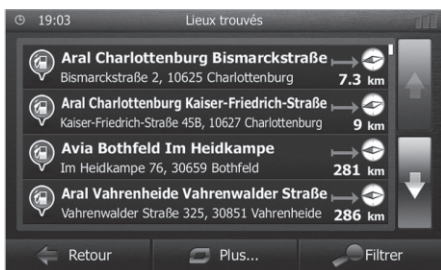 19:03 Lieux trouvés
Aral Charlottenburg Bismarckstraße
Bismarckstraße 2, 10625 Charlottenburg 7.3 km
Aral Charlottenburg Kaiser-Friedrich-Straße
Kaiser-Friedrich-Straße 45B, 10627 Charlottenburg 9 km
Avia Bothfeld Im Heidkampe
Im Heidkampe 76, 30659 Bothfeld 281 km
Aral Vahrenheide Vahrenwalder Straße
Vahrenwalder Straße 325, 30851 Vahrenheide 286 km
Retour Plus... Filtrer